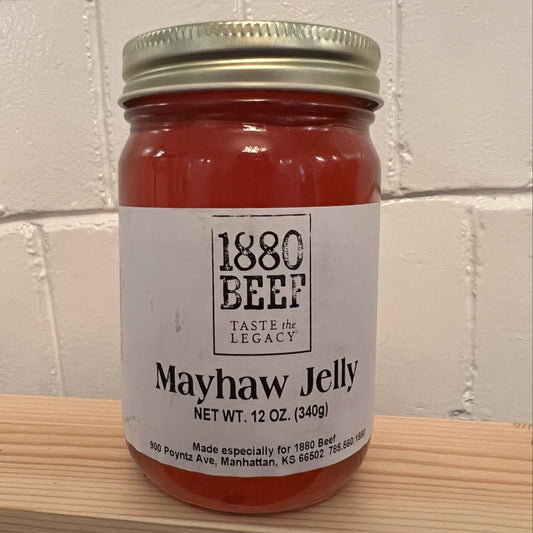 1880
BEEF
TASTE the
LEGACY
Mayhaw Jelly
NET WT. 12 OZ. (340g)
Made especially for 1880 Beef
900 Poyntz Ave, Manhattan, KS 66502 785.560.1880